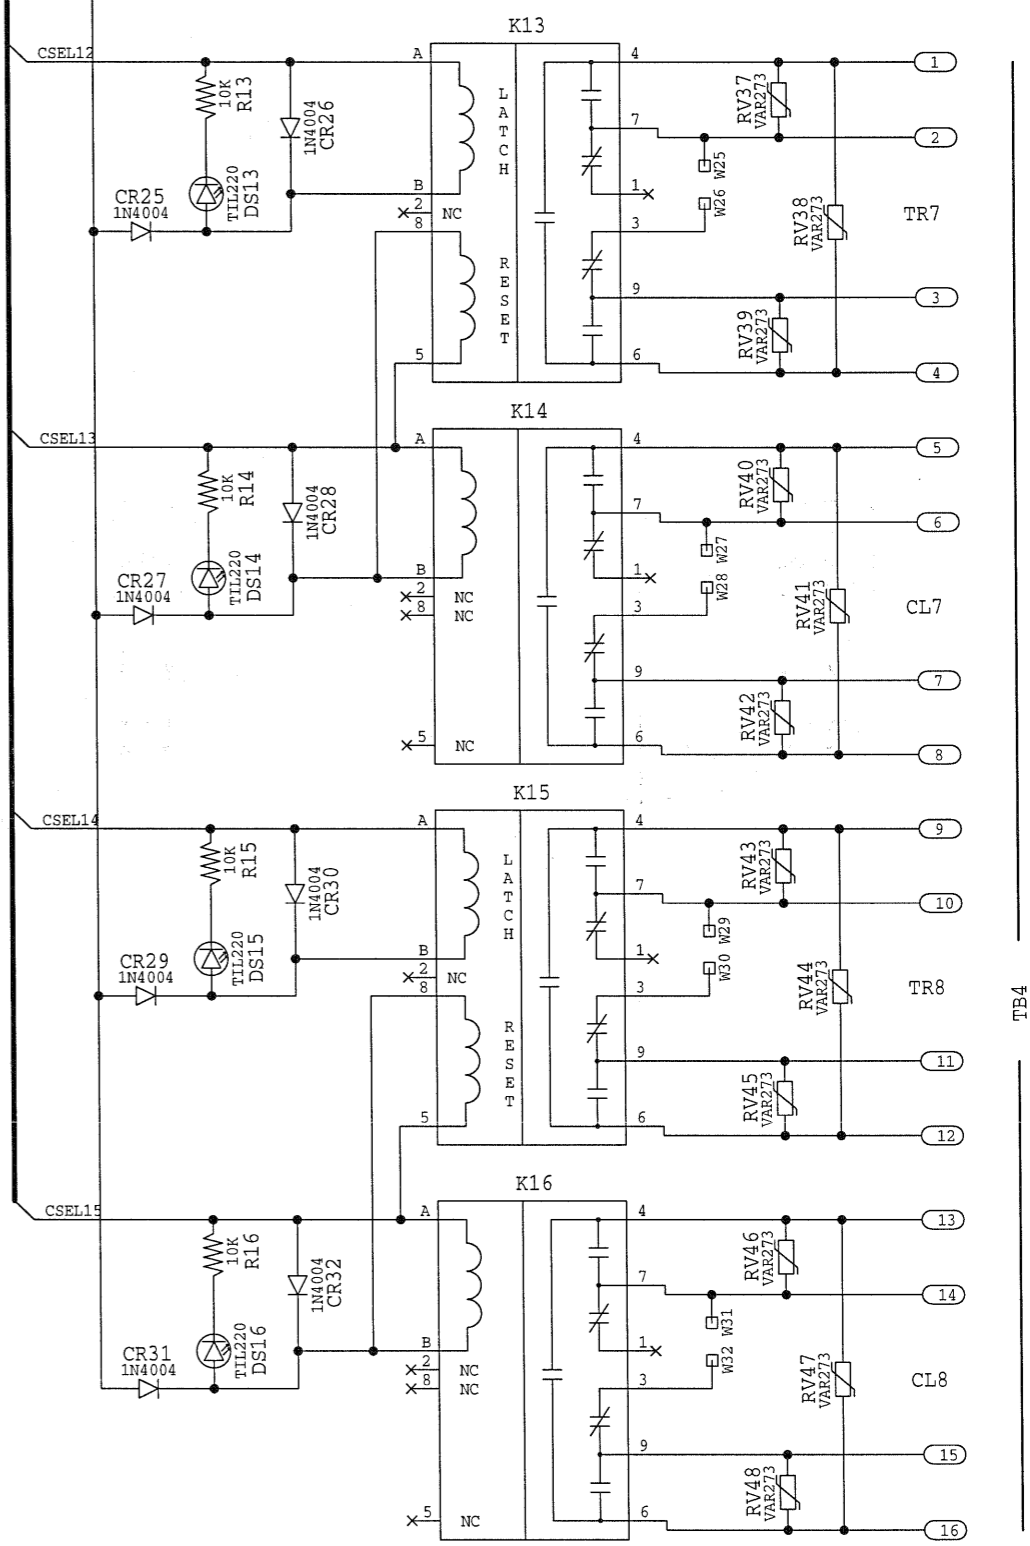 K13
CSEL12
A
4
1
10K
R13
1N4004
CR26
LATCH
RV37
VAR273
7
2
W25
CR25
1N4004
TIL220
DS13
B
2
NC
1
W26
8
3
RV38
VAR273
TR7
RESET
9
3
RV39
VAR273
5
6
4
K14
CSEL13
A
4
5
10K
R14
1N4004
CR28
RV40
VAR273
7
6
W27
CR27
1N4004
TIL220
DS14
B
2
NC
8
NC
1
W28
3
RV41
VAR273
CL7
9
7
RV42
VAR273
5
NC
6
8
K15
CSEL14
A
4
9
10K
R15
1N4004
CR30
LATCH
RV43
VAR273
7
10
W29
CR29
1N4004
TIL220
DS15
B
2
NC
1
W30
8
3
RV44
VAR273
TR8
TB4
RESET
9
11
RV45
VAR273
5
6
12
K16
CSEL15
A
4
13
10K
R16
1N4004
CR32
RV46
VAR273
7
14
W31
CR31
1N4004
TIL220
DS16
B
2
NC
8
NC
1
W32
3
RV47
VAR273
CL8
9
15
RV48
VAR273
5
NC
6
16